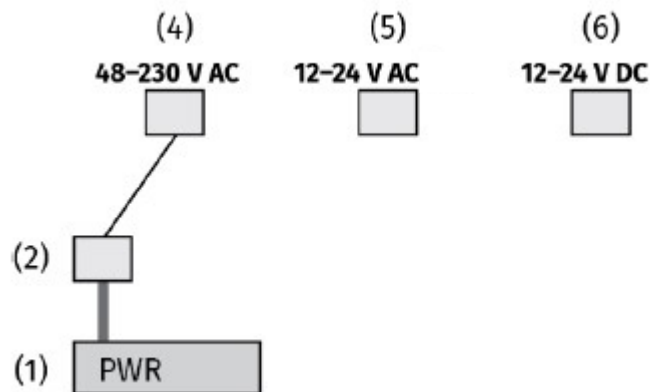 (4) (5) (6)
48–230 V AC 12–24 V AC 12–24 V DC
(2)
(1) PWR